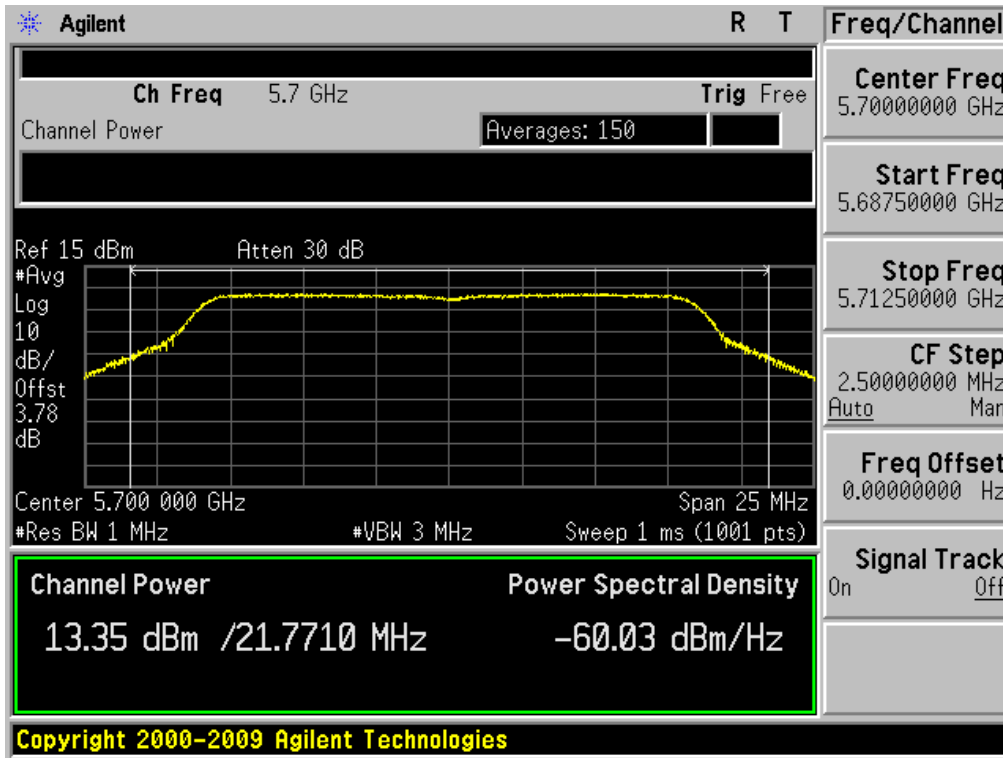 Agilent R T
Ch Freq 5.7 GHz Trig Free
Channel Power Averages: 150
Ref 15 dBm Atten 30 dB
#Avg
Log
10
dB/
Offst
3.78
dB
Center 5.700 000 GHz Span 25 MHz
#Res BW 1 MHz #VBW 3 MHz Sweep 1 ms (1001 pts)
Channel Power Power Spectral Density
13.35 dBm /21.7710 MHz -60.03 dBm/Hz
Copyright 2000-2009 Agilent Technologies
Freq/Channel
Center Freq
5.70000000 GHz
Start Freq
5.68750000 GHz
Stop Freq
5.71250000 GHz
CF Step
2.50000000 MHz
Auto Man
Freq Offset
0.00000000 Hz
Signal Track
On Off